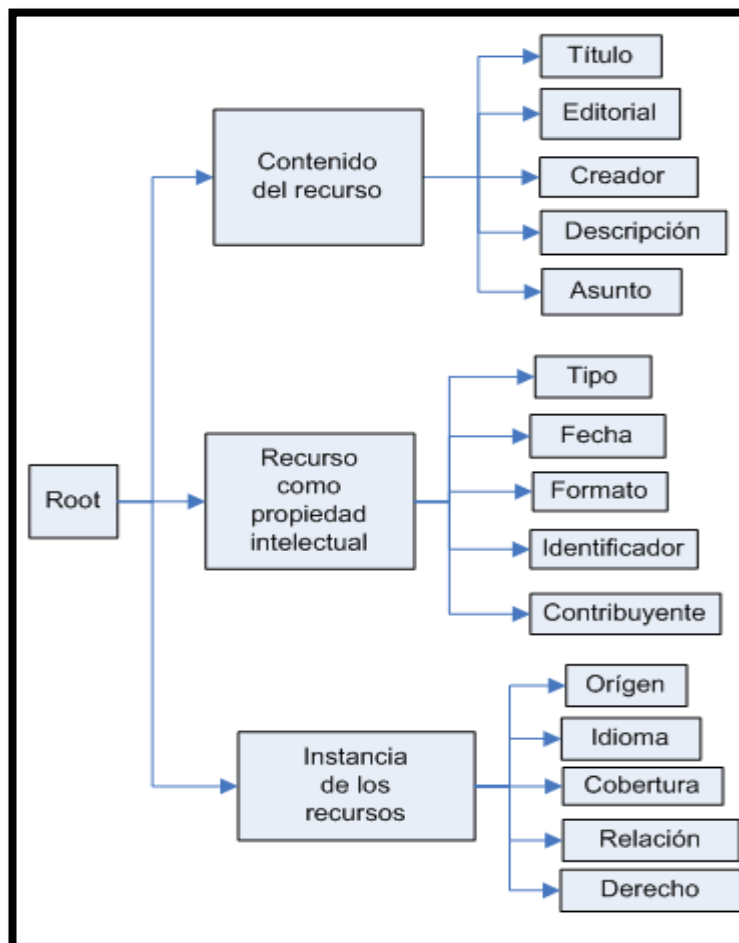 Root
Contenido
del recurso
Título
Editorial
Creador
Descripción
Asunto
Recurso
como
propiedad
intelectual
Tipo
Fecha
Formato
Identificador
Contribuyente
Instancia
de los
recursos
Orígen
Idioma
Cobertura
Relación
Derecho